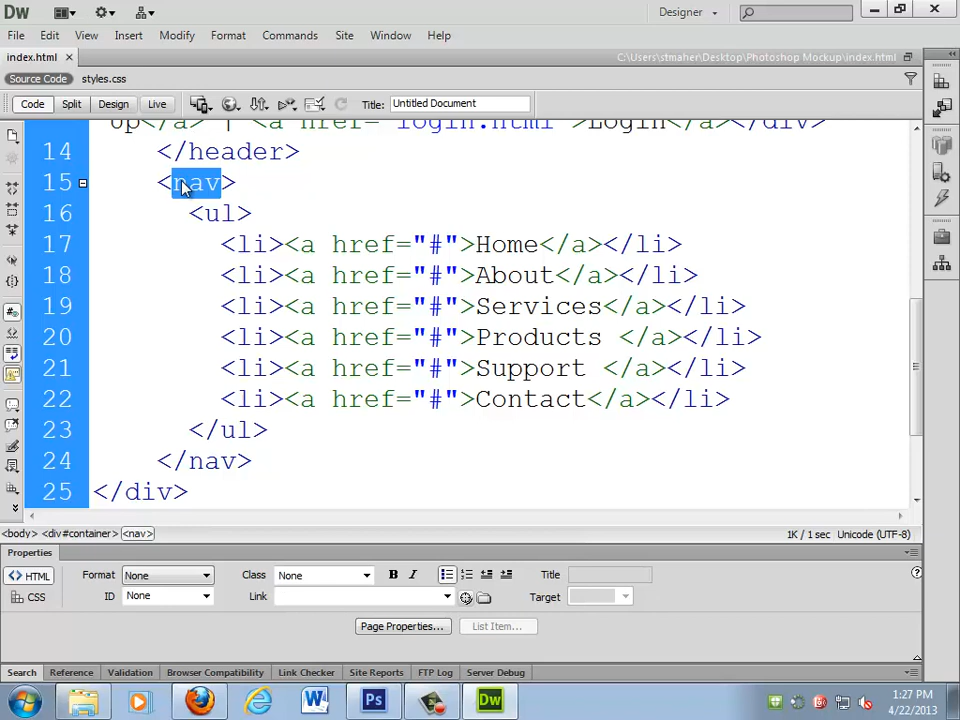 Dw
Designer
File Edit View Insert Modify Format Commands Site Window Help
index.html × C:\Users\stmaher\Desktop\Photoshop Mockup\index.html
Source Code styles.css
Code Split Design Live Title: Untitled Document
op</a> | <a href="login.html">Login</a></div>
14 </header>
15 <nav>
16 <ul>
17 <li><a href="#">Home</a></li>
18 <li><a href="#">About</a></li>
19 <li><a href="#">Services</a></li>
20 <li><a href="#">Products </a></li>
21 <li><a href="#">Support </a></li>
22 <li><a href="#">Contact</a></li>
23 </ul>
24 </nav>
25 </div>
<body> <div#container> <nav> 1K / 1 sec Unicode (UTF-8)
Properties
<> HTML Format None Class None B I Title
CSS ID None Link Target
Page Properties... List Item...
Search Reference Validation Browser Compatibility Link Checker Site Reports FTP Log Server Debug
W Ps Dw 1:27 PM
4/22/2013